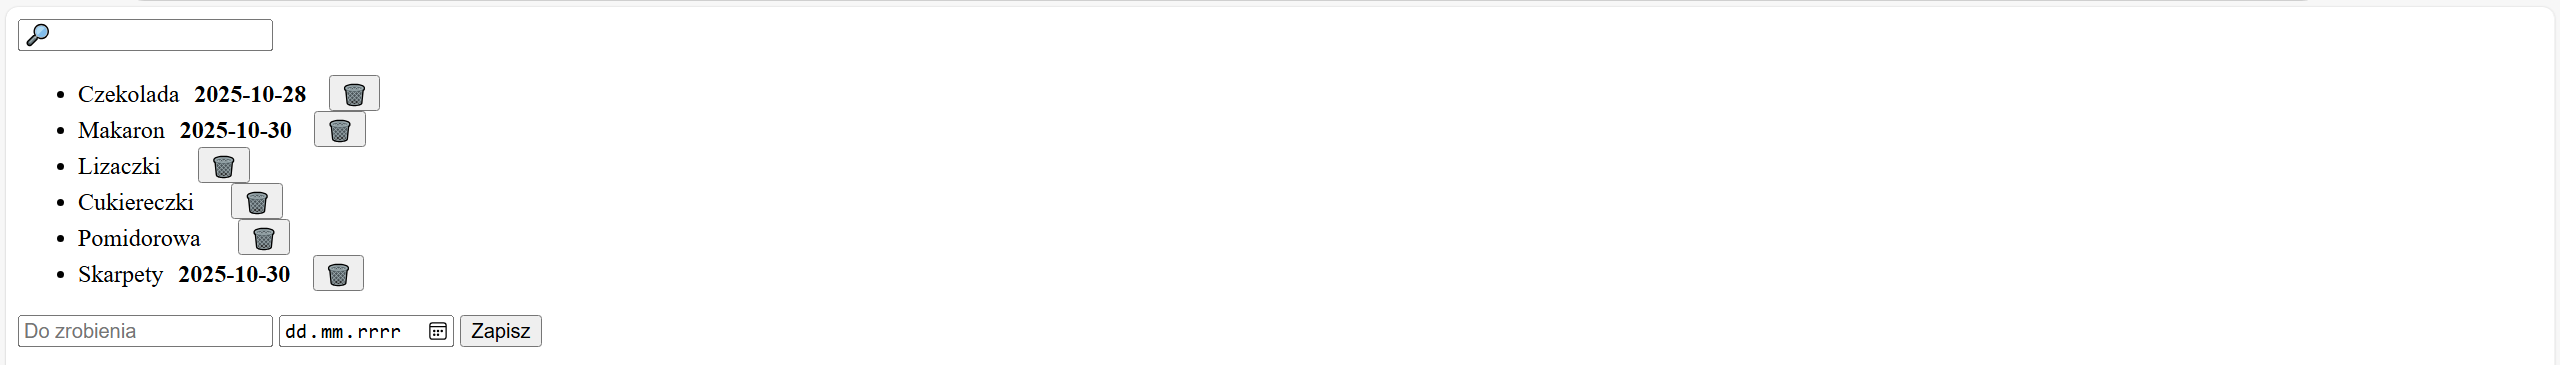 Czekolada 2025-10-28
Makaron 2025-10-30
Lizaczki
Cukiereczki
Pomidorowa
Skarpety 2025-10-30
Do zrobienia dd.mm.rrrr Zapisz